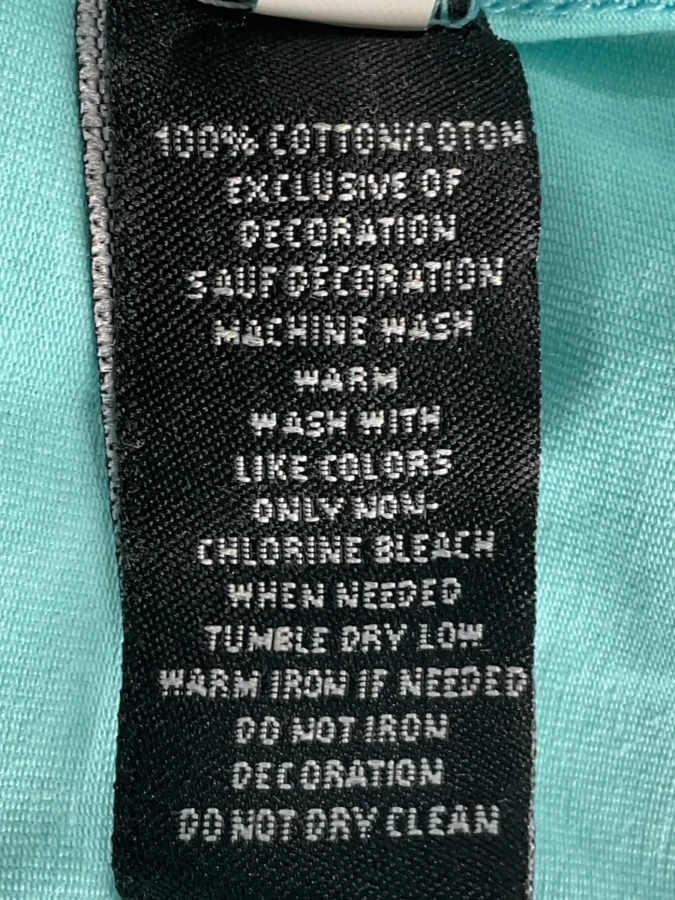 100% COTTON/COTON
EXCLUSIVE OF
DECORATION
SAUF DÉCORATION
MACHINE WASH
WARM
WASH WITH
LIKE COLORS
ONLY NON-
CHLORINE BLEACH
WHEN NEEDED
TUMBLE DRY LOW
WARM IRON IF NEEDED
DO NOT IRON
DECORATION
DO NOT DRY CLEAN